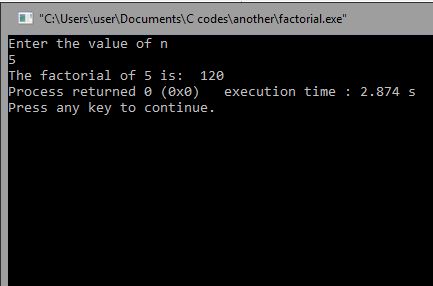 "C:\Users\user\Documents\C codes\another\factorial.exe"
Enter the value of n
5
The factorial of 5 is:  120
Process returned 0 (0x0)   execution time : 2.874 s
Press any key to continue.